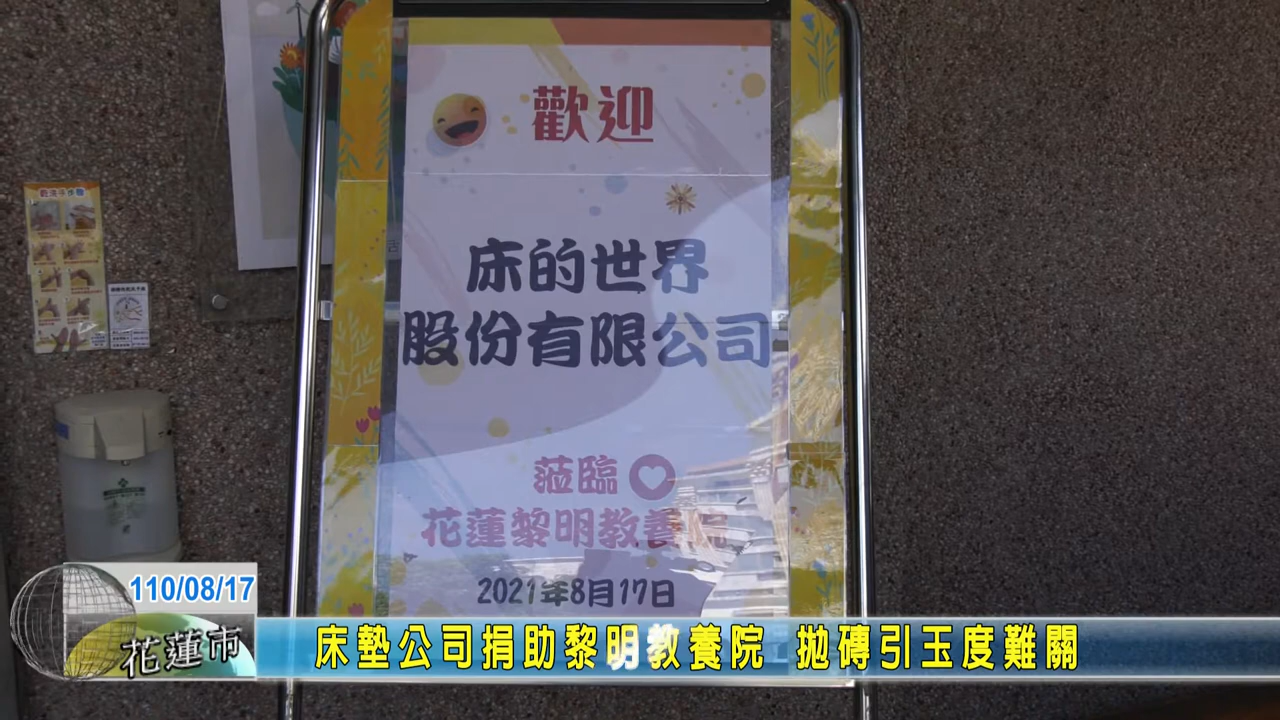 歡迎
床的世界
股份有限公司
蒞臨
花蓮黎明教養院
2021年8月17日
110/08/17
花蓮市
床墊公司捐助黎明教養院 拋磚引玉度難關